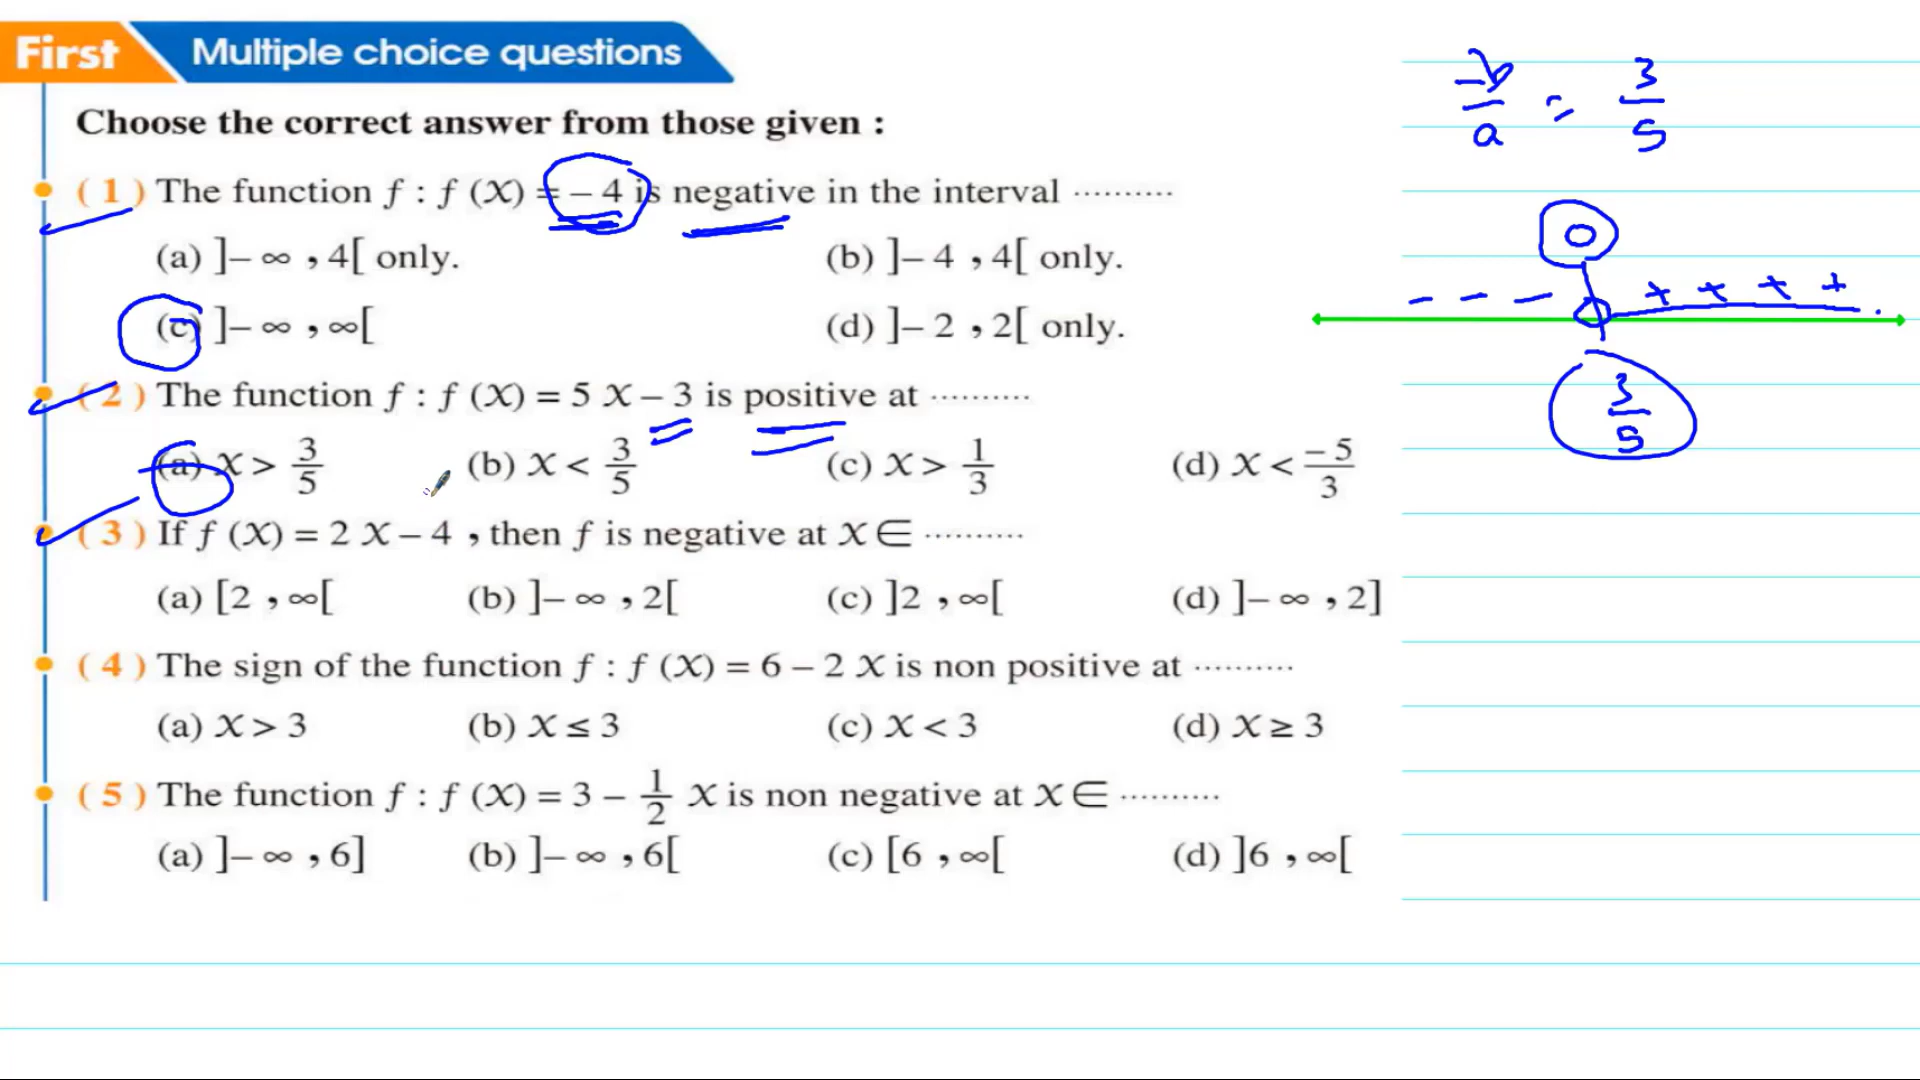 First Multiple choice questions
Choose the correct answer from those given :
( 1 ) The function f : f (X) = – 4 is negative in the interval ··········
(a) ]– ∞ , 4[ only. (b) ]– 4 , 4[ only.
(c) ]– ∞ , ∞[ (d) ]– 2 , 2[ only.
( 2 ) The function f : f (X) = 5 X – 3 is positive at ··········
(a) X > 3/5 (b) X < 3/5 (c) X > 1/3 (d) X < –5/3
( 3 ) If f (X) = 2 X – 4 , then f is negative at X ∈ ··········
(a) [2 , ∞[ (b) ]– ∞ , 2[ (c) ]2 , ∞[ (d) ]– ∞ , 2]
( 4 ) The sign of the function f : f (X) = 6 – 2 X is non positive at ··········
(a) X > 3 (b) X ≤ 3 (c) X < 3 (d) X ≥ 3
( 5 ) The function f : f (X) = 3 – 1/2 X is non negative at X ∈ ··········
(a) ]– ∞ , 6] (b) ]– ∞ , 6[ (c) [6 , ∞[ (d) ]6 , ∞[
–b/a = 3/5
0
– – – + + + +
3/5